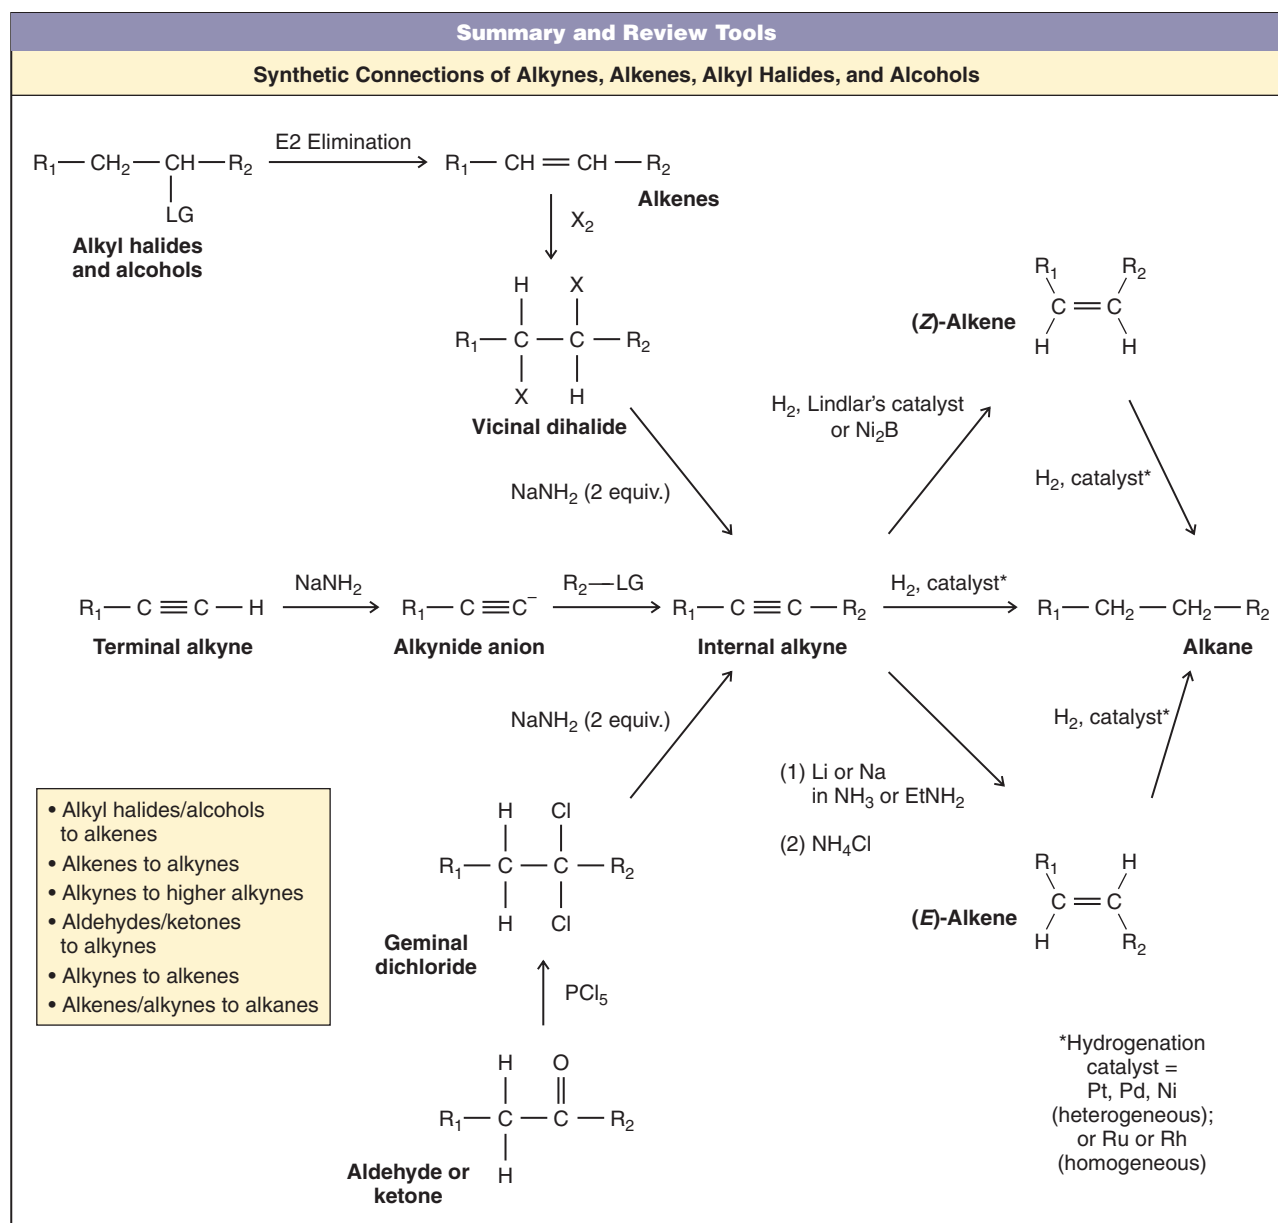 Summary and Review Tools
Synthetic Connections of Alkynes, Alkenes, Alkyl Halides, and Alcohols
R₁—CH₂—CH—R₂
LG
Alkyl halides
and alcohols
E2 Elimination
R₁—CH=CH—R₂
Alkenes
X₂
H X
R₁—C—C—R₂
X H
Vicinal dihalide
NaNH₂ (2 equiv.)
R₁ R₂
C=C
H H
(Z)-Alkene
H₂, Lindlar's catalyst
or Ni₂B
H₂, catalyst*
R₁—C≡C—H
Terminal alkyne
NaNH₂
R₁—C≡C⁻
Alkynide anion
R₂—LG
R₁—C≡C—R₂
Internal alkyne
H₂, catalyst*
R₁—CH₂—CH₂—R₂
Alkane
NaNH₂ (2 equiv.)
(1) Li or Na
in NH₃ or EtNH₂
(2) NH₄Cl
H₂, catalyst*
• Alkyl halides/alcohols
to alkenes
• Alkenes to alkynes
• Alkynes to higher alkynes
• Aldehydes/ketones
to alkynes
• Alkynes to alkenes
• Alkenes/alkynes to alkanes
H Cl
R₁—C—C—R₂
H Cl
Geminal
dichloride
PCl₅
R₁ H
C=C
H R₂
(E)-Alkene
H O
R₁—C—C—R₂
H
Aldehyde or
ketone
*Hydrogenation
catalyst =
Pt, Pd, Ni
(heterogeneous);
or Ru or Rh
(homogeneous)